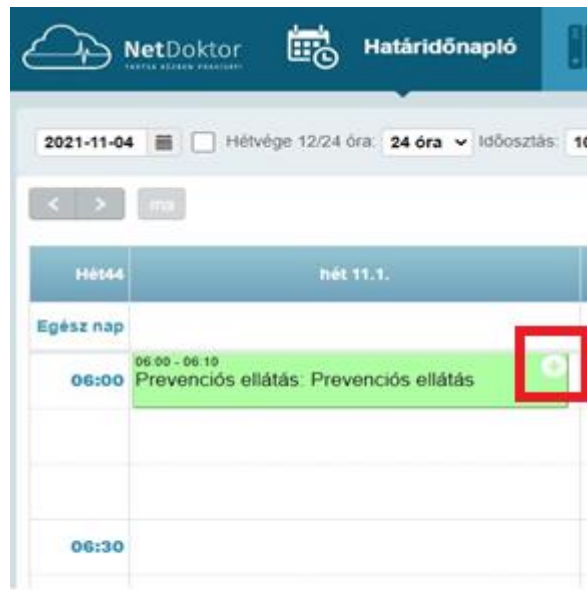 NetDoktor
Határidőnapló
2021-11-04 Hétvége 12/24 óra: 24 óra Időosztás: 10
< > ma
Hét44 hét 11.1.
Egész nap
06:00 - 06:10
06:00 Prevenciós ellátás: Prevenciós ellátás
06:30